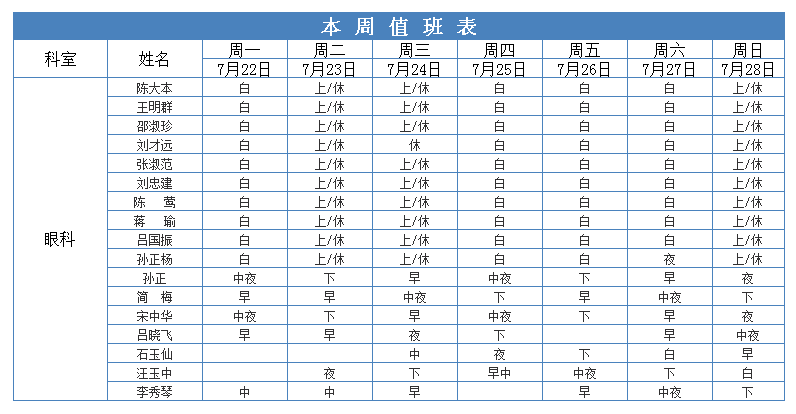 本周值班表
科室 姓名 周一 周二 周三 周四 周五 周六 周日
7月22日 7月23日 7月24日 7月25日 7月26日 7月27日 7月28日
眼科
陈大本 白 上/休 上/休 白 白 白 上/休
王明群 白 上/休 上/休 白 白 白 上/休
邵淑珍 白 上/休 上/休 白 白 白 上/休
刘才远 白 上/休 休 白 白 白 上/休
张淑范 白 上/休 上/休 白 白 白 上/休
刘忠建 白 上/休 上/休 白 白 白 上/休
陈 莺 白 上/休 上/休 白 白 白 上/休
蒋 瑜 白 上/休 上/休 白 白 白 上/休
吕国振 白 上/休 上/休 白 白 白 上/休
孙正杨 白 上/休 上/休 白 白 夜 上/休
孙正 中夜 下 早 中夜 下 早 夜
简 梅 早 早 中夜 下 早 中夜 下
宋中华 中夜 下 早 中夜 下 早 夜
吕晓飞 早 早 夜 下 早 中夜
石玉仙 中 夜 下 白 早
汪玉中 夜 下 早中 中夜 下 白
李秀琴 中 中 早 早 中夜 下